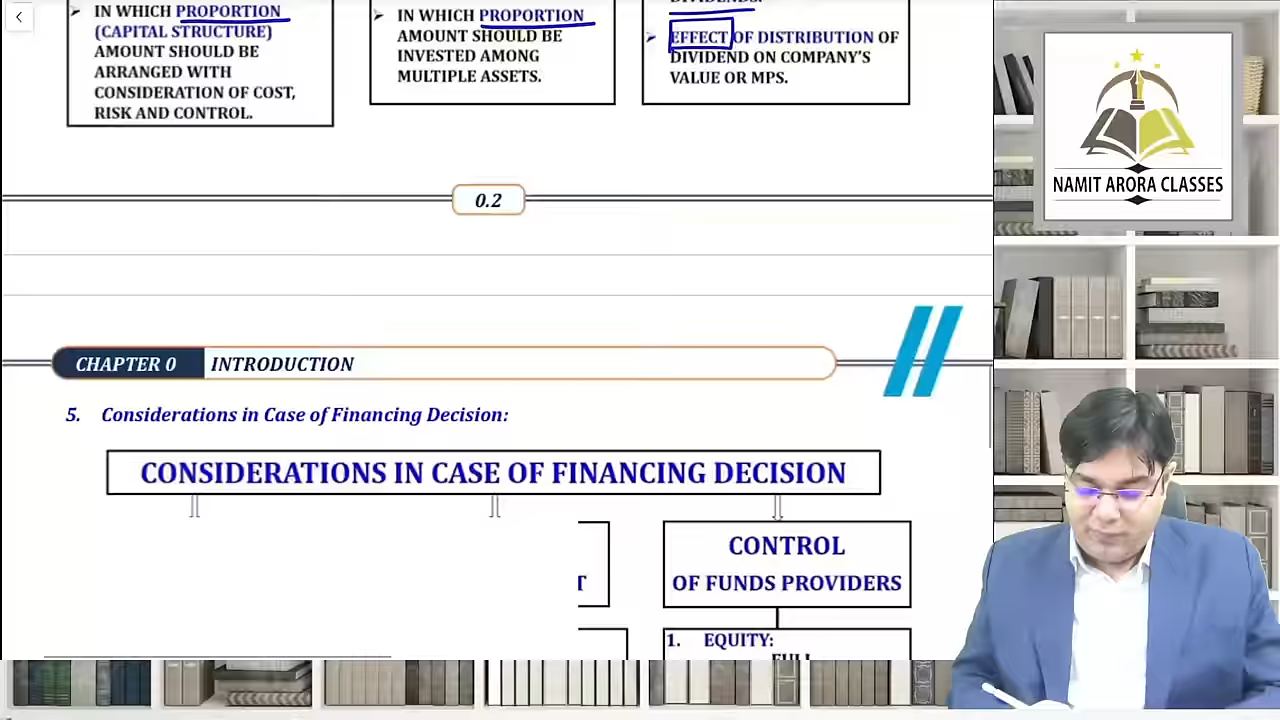 IN WHICH PROPORTION
(CAPITAL STRUCTURE)
AMOUNT SHOULD BE
ARRANGED WITH
CONSIDERATION OF COST,
RISK AND CONTROL.
IN WHICH PROPORTION
AMOUNT SHOULD BE
INVESTED AMONG
MULTIPLE ASSETS.
EFFECT OF DISTRIBUTION OF
DIVIDEND ON COMPANY'S
VALUE OR MPS.
NAMIT ARORA CLASSES
0.2
CHAPTER 0 INTRODUCTION
5. Considerations in Case of Financing Decision:
CONSIDERATIONS IN CASE OF FINANCING DECISION
CONTROL
OF FUNDS PROVIDERS
1. EQUITY: